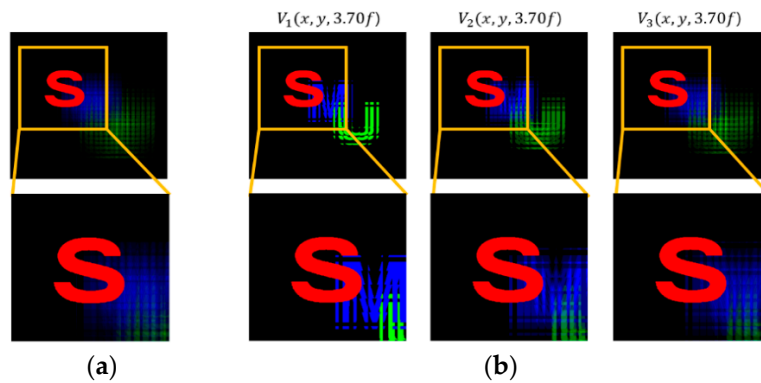 V₁(x, y, 3.70f) V₂(x, y, 3.70f) V₃(x, y, 3.70f)
S S S S
S S M S S
(a) (b)